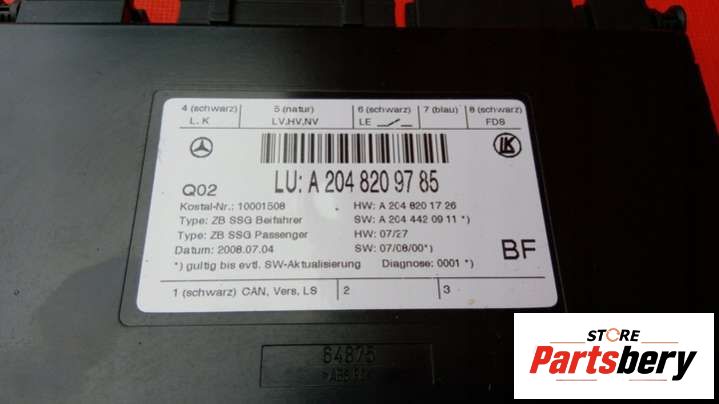 4 (schwarz) 5 (natur) 6 (schwarz) 7 (blau) 8 (schwarz)
L. K LV,HV,NV LE FDS
LK
LU: A 204 820 97 85
Q02
Kostal-Nr.: 10001508 HW: A 204 820 17 26
Type: ZB SSG Beifahrer SW: A 204 442 09 11 *)
Type: ZB SSG Passenger HW: 07/27
Datum: 2008.07.04 SW: 07/08/00*) BF
*) gultig bis evtl. SW-Aktualisierung Diagnose: 0001 *)
1 (schwarz) CAN, Vers. LS 2 3
64875
STORE
Partsbery